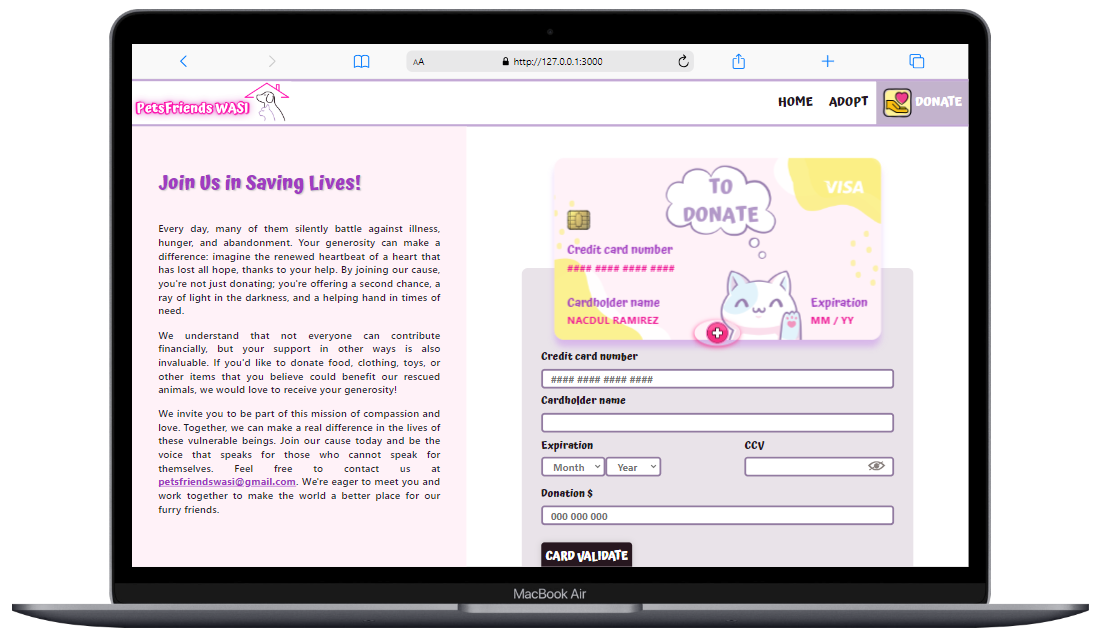 AA http://127.0.0.1:3000
PetsFriends WASI
HOME ADOPT DONATE
Join Us in Saving Lives!
Every day, many of them silently battle against illness,
hunger, and abandonment. Your generosity can make a
difference: imagine the renewed heartbeat of a heart that
has lost all hope, thanks to your help. By joining our cause,
you're not just donating; you're offering a second chance, a
ray of light in the darkness, and a helping hand in times of
need.
We understand that not everyone can contribute
financially, but your support in other ways is also
invaluable. If you'd like to donate food, clothing, toys, or
other items that you believe could benefit our rescued
animals, we would love to receive your generosity!
We invite you to be part of this mission of compassion and
love. Together, we can make a real difference in the lives of
these vulnerable beings. Join our cause today and be the
voice that speaks for those who cannot speak for
themselves. Feel free to contact us at
petsfriendswasi@gmail.com. We're eager to meet you and
work together to make the world a better place for our
furry friends.
TO
DONATE
VISA
Credit card number
#### #### #### ####
Cardholder name
NACDUL RAMIREZ
Expiration
MM / YY
Credit card number
#### #### #### ####
Cardholder name
Expiration CCV
Month Year
Donation $
000 000 000
CARD VALIDATE
MacBook Air